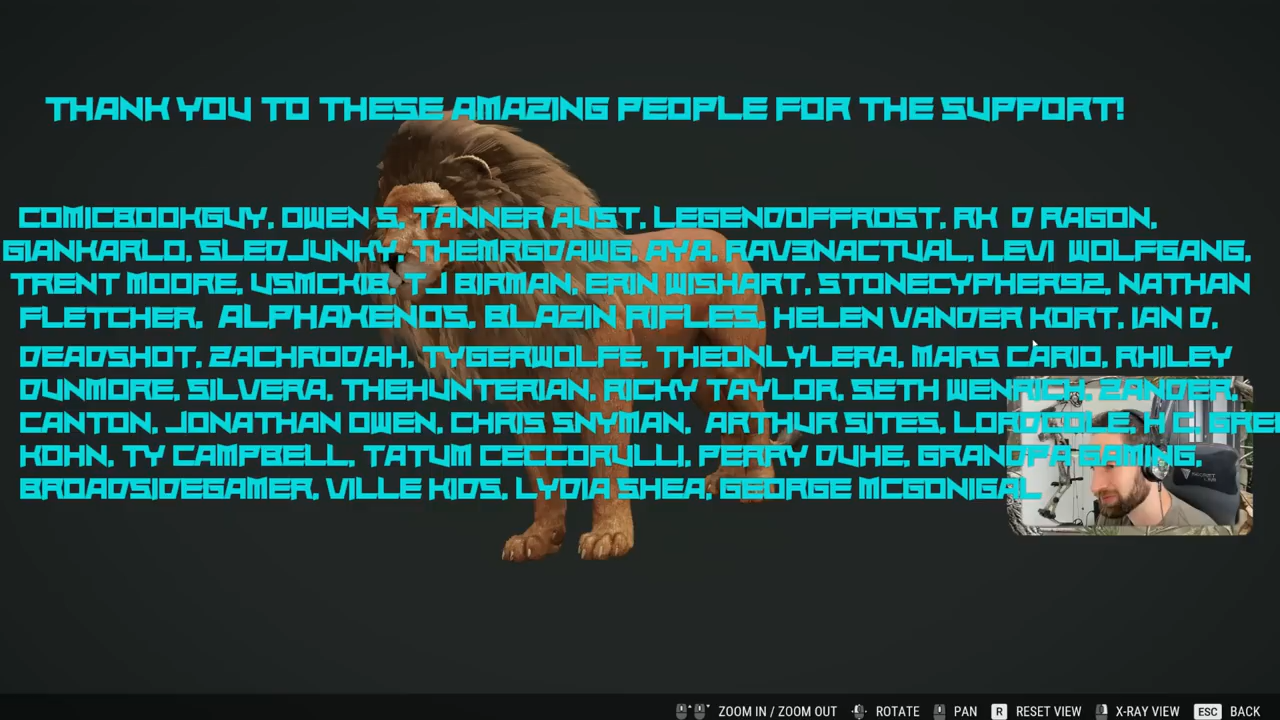 THANK YOU TO THESE AMAZING PEOPLE FOR THE SUPPORT!
COMICBOOKGUY, OWEN S, TANNER AUST, LEGENDOFFROST, RK D RAGON,
GIANKARLO, SLEDJUNKY, THEMRGDAWG, AYA, RAV3NACTUAL, LEVI WOLFGANG,
TRENT MOORE, USMCK18, TJ BIRMAN, ERIN WISHART, STONECYPHER92, NATHAN
FLETCHER, ALPHAXENOS, BLAZIN RIFLES, HELEN VANDER KORT, IAN D,
DEADSHOT, ZACHRODAH, TYGERWOLFE, THEONLYLERA, MARS CARIO, RHILEY
DUNMORE, SILVERA, THEHUNTERIAN, RICKY TAYLOR, SETH WENRICH, ZANDER
CANTON, JONATHAN OWEN, CHRIS SNYMAN, ARTHUR SITES, LORDCOLE, H C, GREI
KOHN, TY CAMPBELL, TATUM CECCORULLI, PERRY DUHE, GRANDPA GAMING,
BROADSIDEGAMER, VILLE KIDS, LYDIA SHEA, GEORGE MCGONIGAL
ZOOM IN / ZOOM OUT ROTATE PAN R RESET VIEW X-RAY VIEW ESC BACK